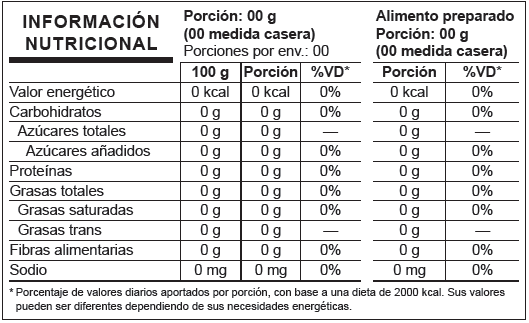 INFORMACIÓN NUTRICIONAL
Porción: 00 g
(00 medida casera)
Porciones por env.: 00
Alimento preparado
Porción: 00 g
(00 medida casera)
100 g Porción %VD* Porción %VD*
Valor energético 0 kcal 0 kcal 0% 0 kcal 0%
Carbohidratos 0 g 0 g 0% 0 g 0%
Azúcares totales 0 g 0 g — 0 g —
Azúcares añadidos 0 g 0 g 0% 0 g 0%
Proteínas 0 g 0 g 0% 0 g 0%
Grasas totales 0 g 0 g 0% 0 g 0%
Grasas saturadas 0 g 0 g 0% 0 g 0%
Grasas trans 0 g 0 g — 0 g —
Fibras alimentarias 0 g 0 g 0% 0 g 0%
Sodio 0 mg 0 mg 0% 0 mg 0%
* Porcentaje de valores diarios aportados por porción, con base a una dieta de 2000 kcal. Sus valores
pueden ser diferentes dependiendo de sus necesidades energéticas.